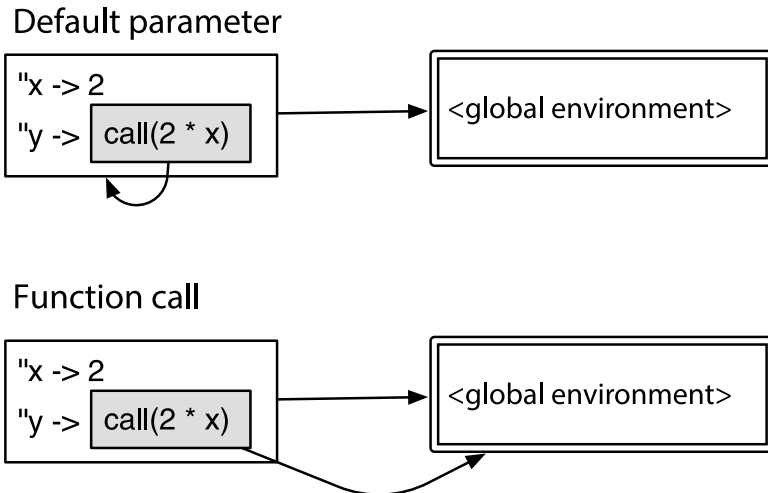 Default parameter
"x -> 2
"y -> call(2 * x)
<global environment>
Function call
"x -> 2
"y -> call(2 * x)
<global environment>